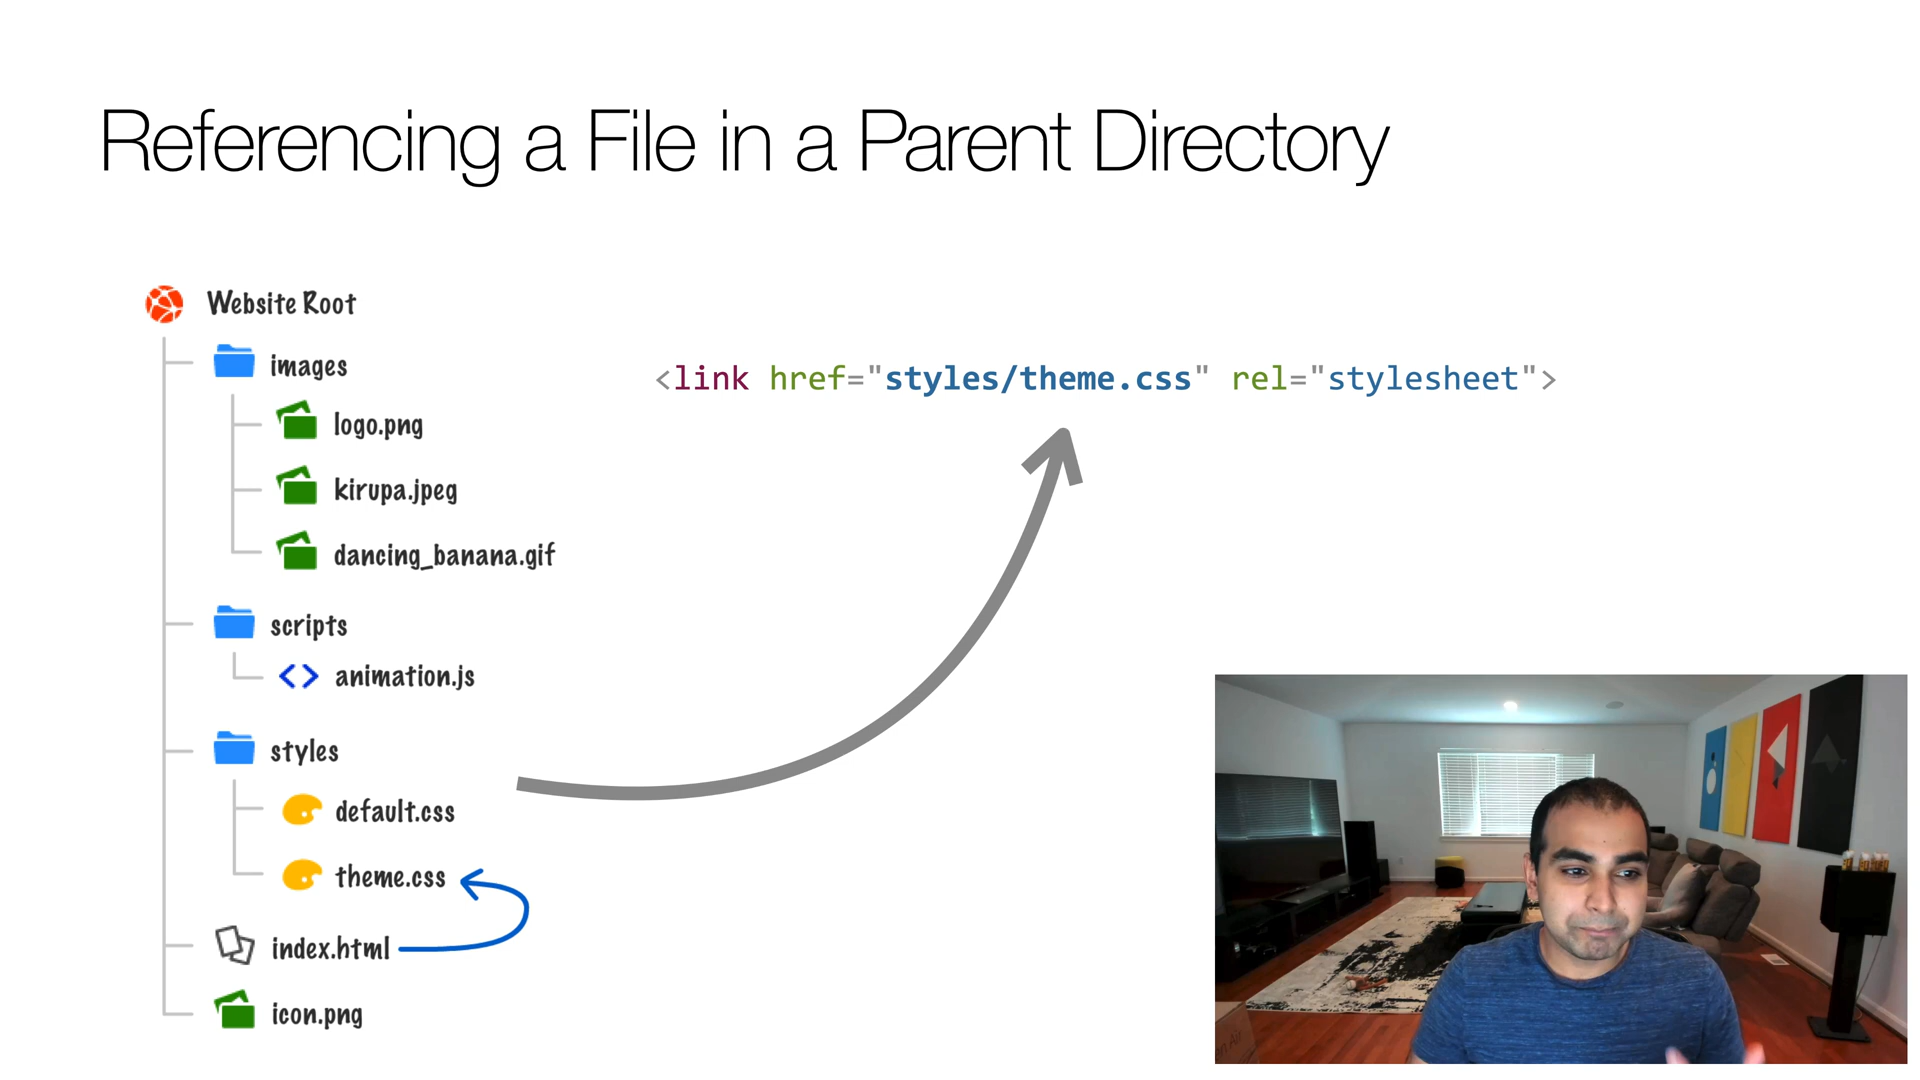 Referencing a File in a Parent Directory
Website Root
images
<link href="styles/theme.css" rel="stylesheet">
logo.png
kirupa.jpeg
dancing_banana.gif
scripts
animation.js
styles
default.css
theme.css
index.html
icon.png